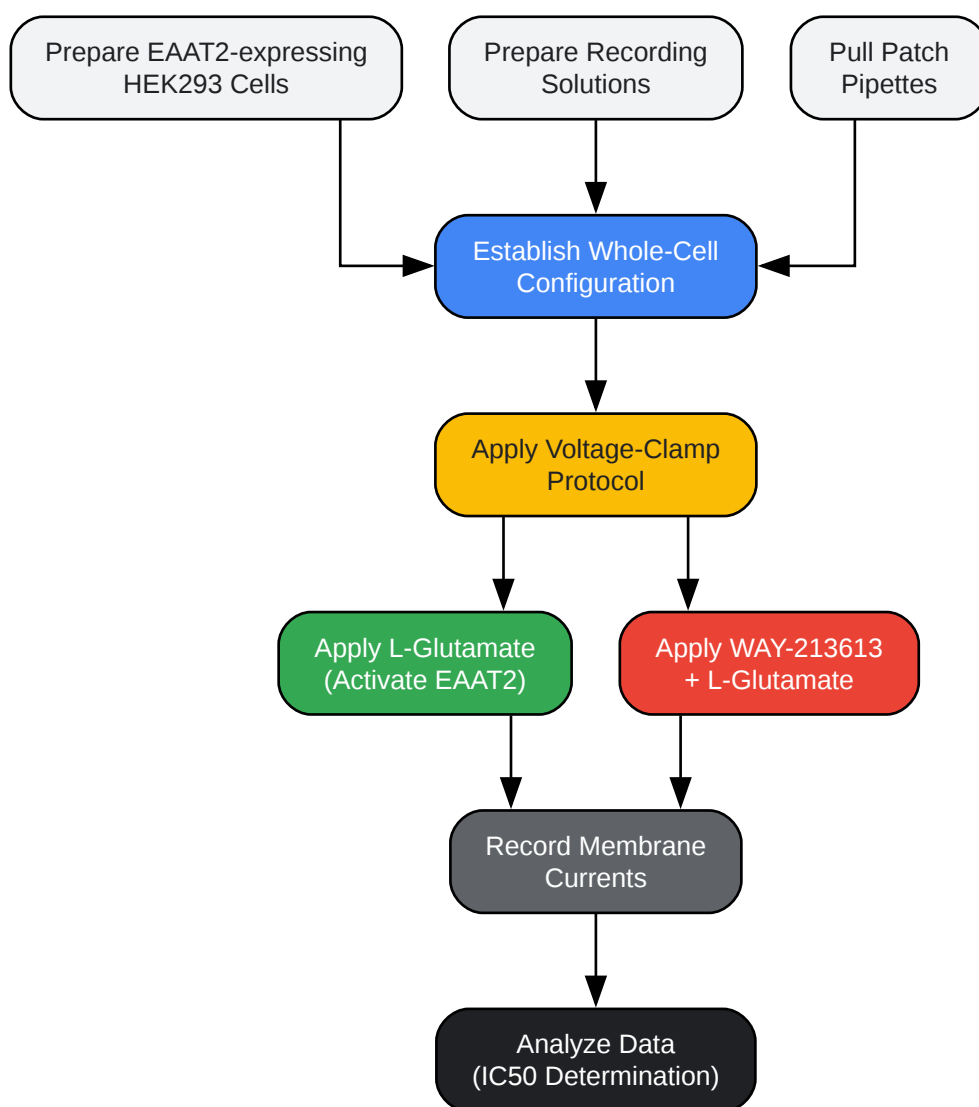 Prepare EAAT2-expressing
HEK293 Cells
Prepare Recording
Solutions
Pull Patch
Pipettes
Establish Whole-Cell
Configuration
Apply Voltage-Clamp
Protocol
Apply L-Glutamate
(Activate EAAT2)
Apply WAY-213613
+ L-Glutamate
Record Membrane
Currents
Analyze Data
(IC50 Determination)